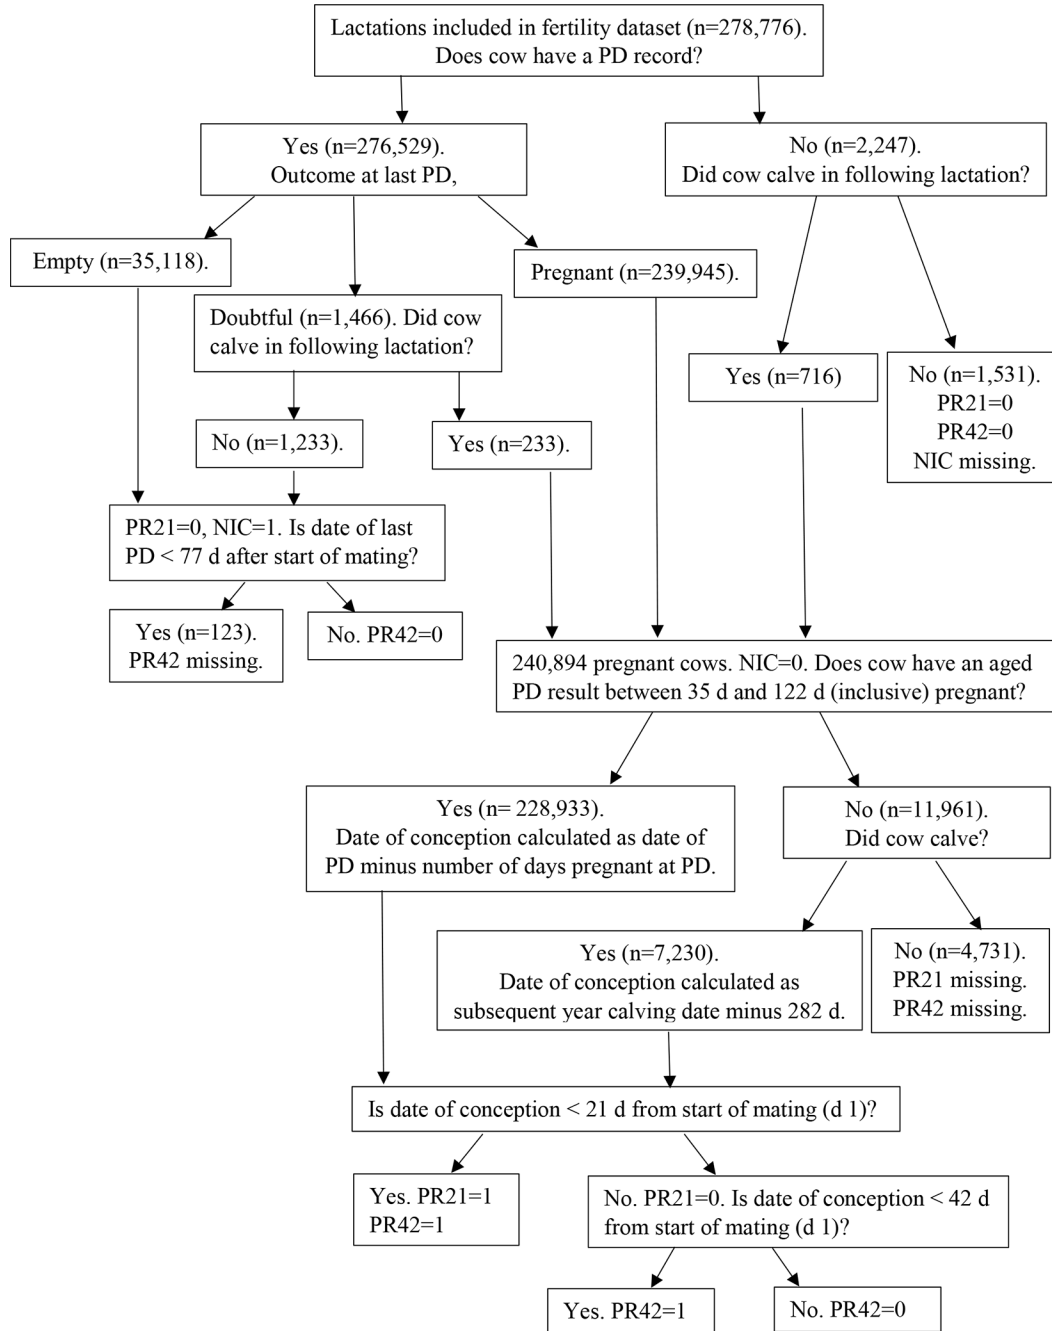 Lactations included in fertility dataset (n=278,776).
Does cow have a PD record?
Yes (n=276,529).
Outcome at last PD,
No (n=2,247).
Did cow calve in following lactation?
Empty (n=35,118).
Pregnant (n=239,945).
Doubtful (n=1,466). Did cow
calve in following lactation?
Yes (n=716)
No (n=1,531).
PR21=0
PR42=0
NIC missing.
No (n=1,233).
Yes (n=233).
PR21=0, NIC=1. Is date of last
PD < 77 d after start of mating?
Yes (n=123).
PR42 missing.
No. PR42=0
240,894 pregnant cows. NIC=0. Does cow have an aged
PD result between 35 d and 122 d (inclusive) pregnant?
Yes (n= 228,933).
Date of conception calculated as date of
PD minus number of days pregnant at PD.
No (n=11,961).
Did cow calve?
Yes (n=7,230).
Date of conception calculated as
subsequent year calving date minus 282 d.
No (n=4,731).
PR21 missing.
PR42 missing.
Is date of conception < 21 d from start of mating (d 1)?
Yes. PR21=1
PR42=1
No. PR21=0. Is date of conception < 42 d
from start of mating (d 1)?
Yes. PR42=1
No. PR42=0